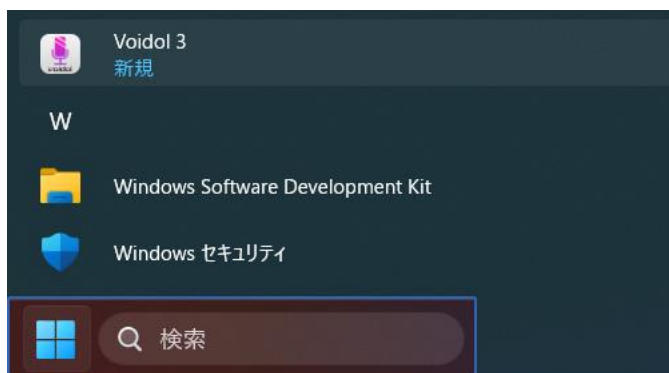 Voidol 3
新規
W
Windows Software Development Kit
Windows セキュリティ
検索